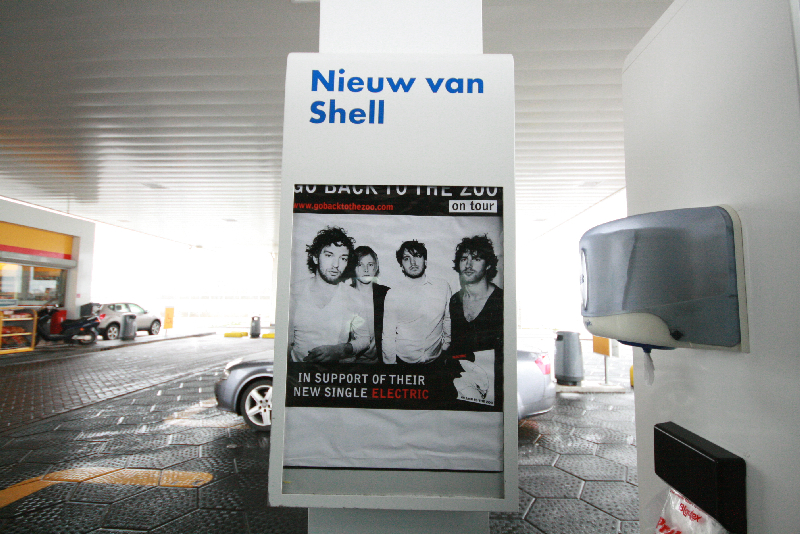 Nieuw van
Shell
GO BACK TO THE ZOO
www.gobacktothezoo.com
on tour
IN SUPPORT OF THEIR
NEW SINGLE ELECTRIC